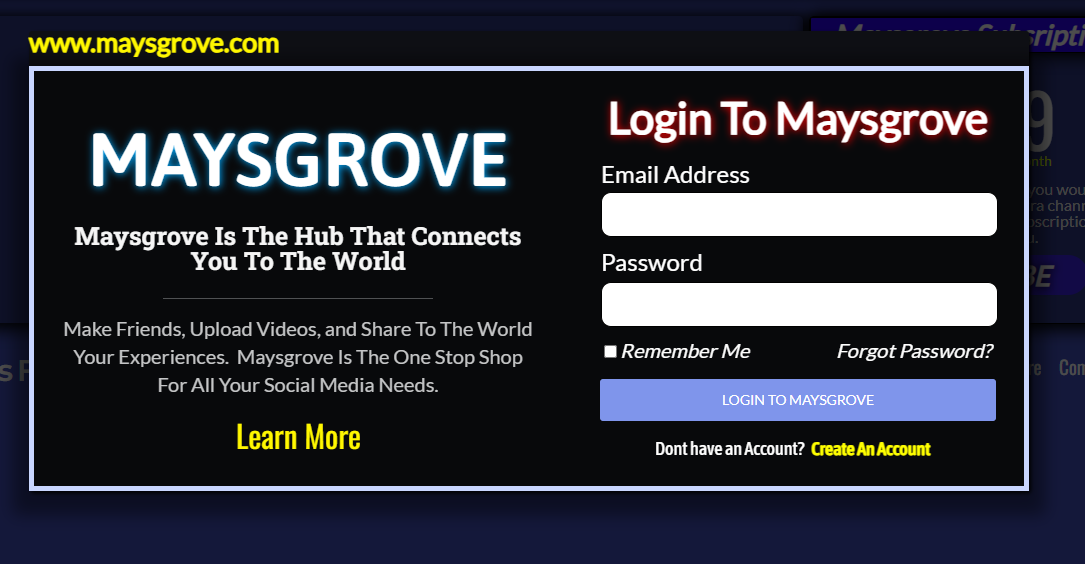 www.maysgrove.com
MAYSGROVE
Maysgrove Is The Hub That Connects
You To The World
Make Friends, Upload Videos, and Share To The World
Your Experiences.  Maysgrove Is The One Stop Shop
For All Your Social Media Needs.
Learn More
Login To Maysgrove
Email Address
Password
Remember Me
Forgot Password?
LOGIN TO MAYSGROVE
Dont have an Account?  Create An Account